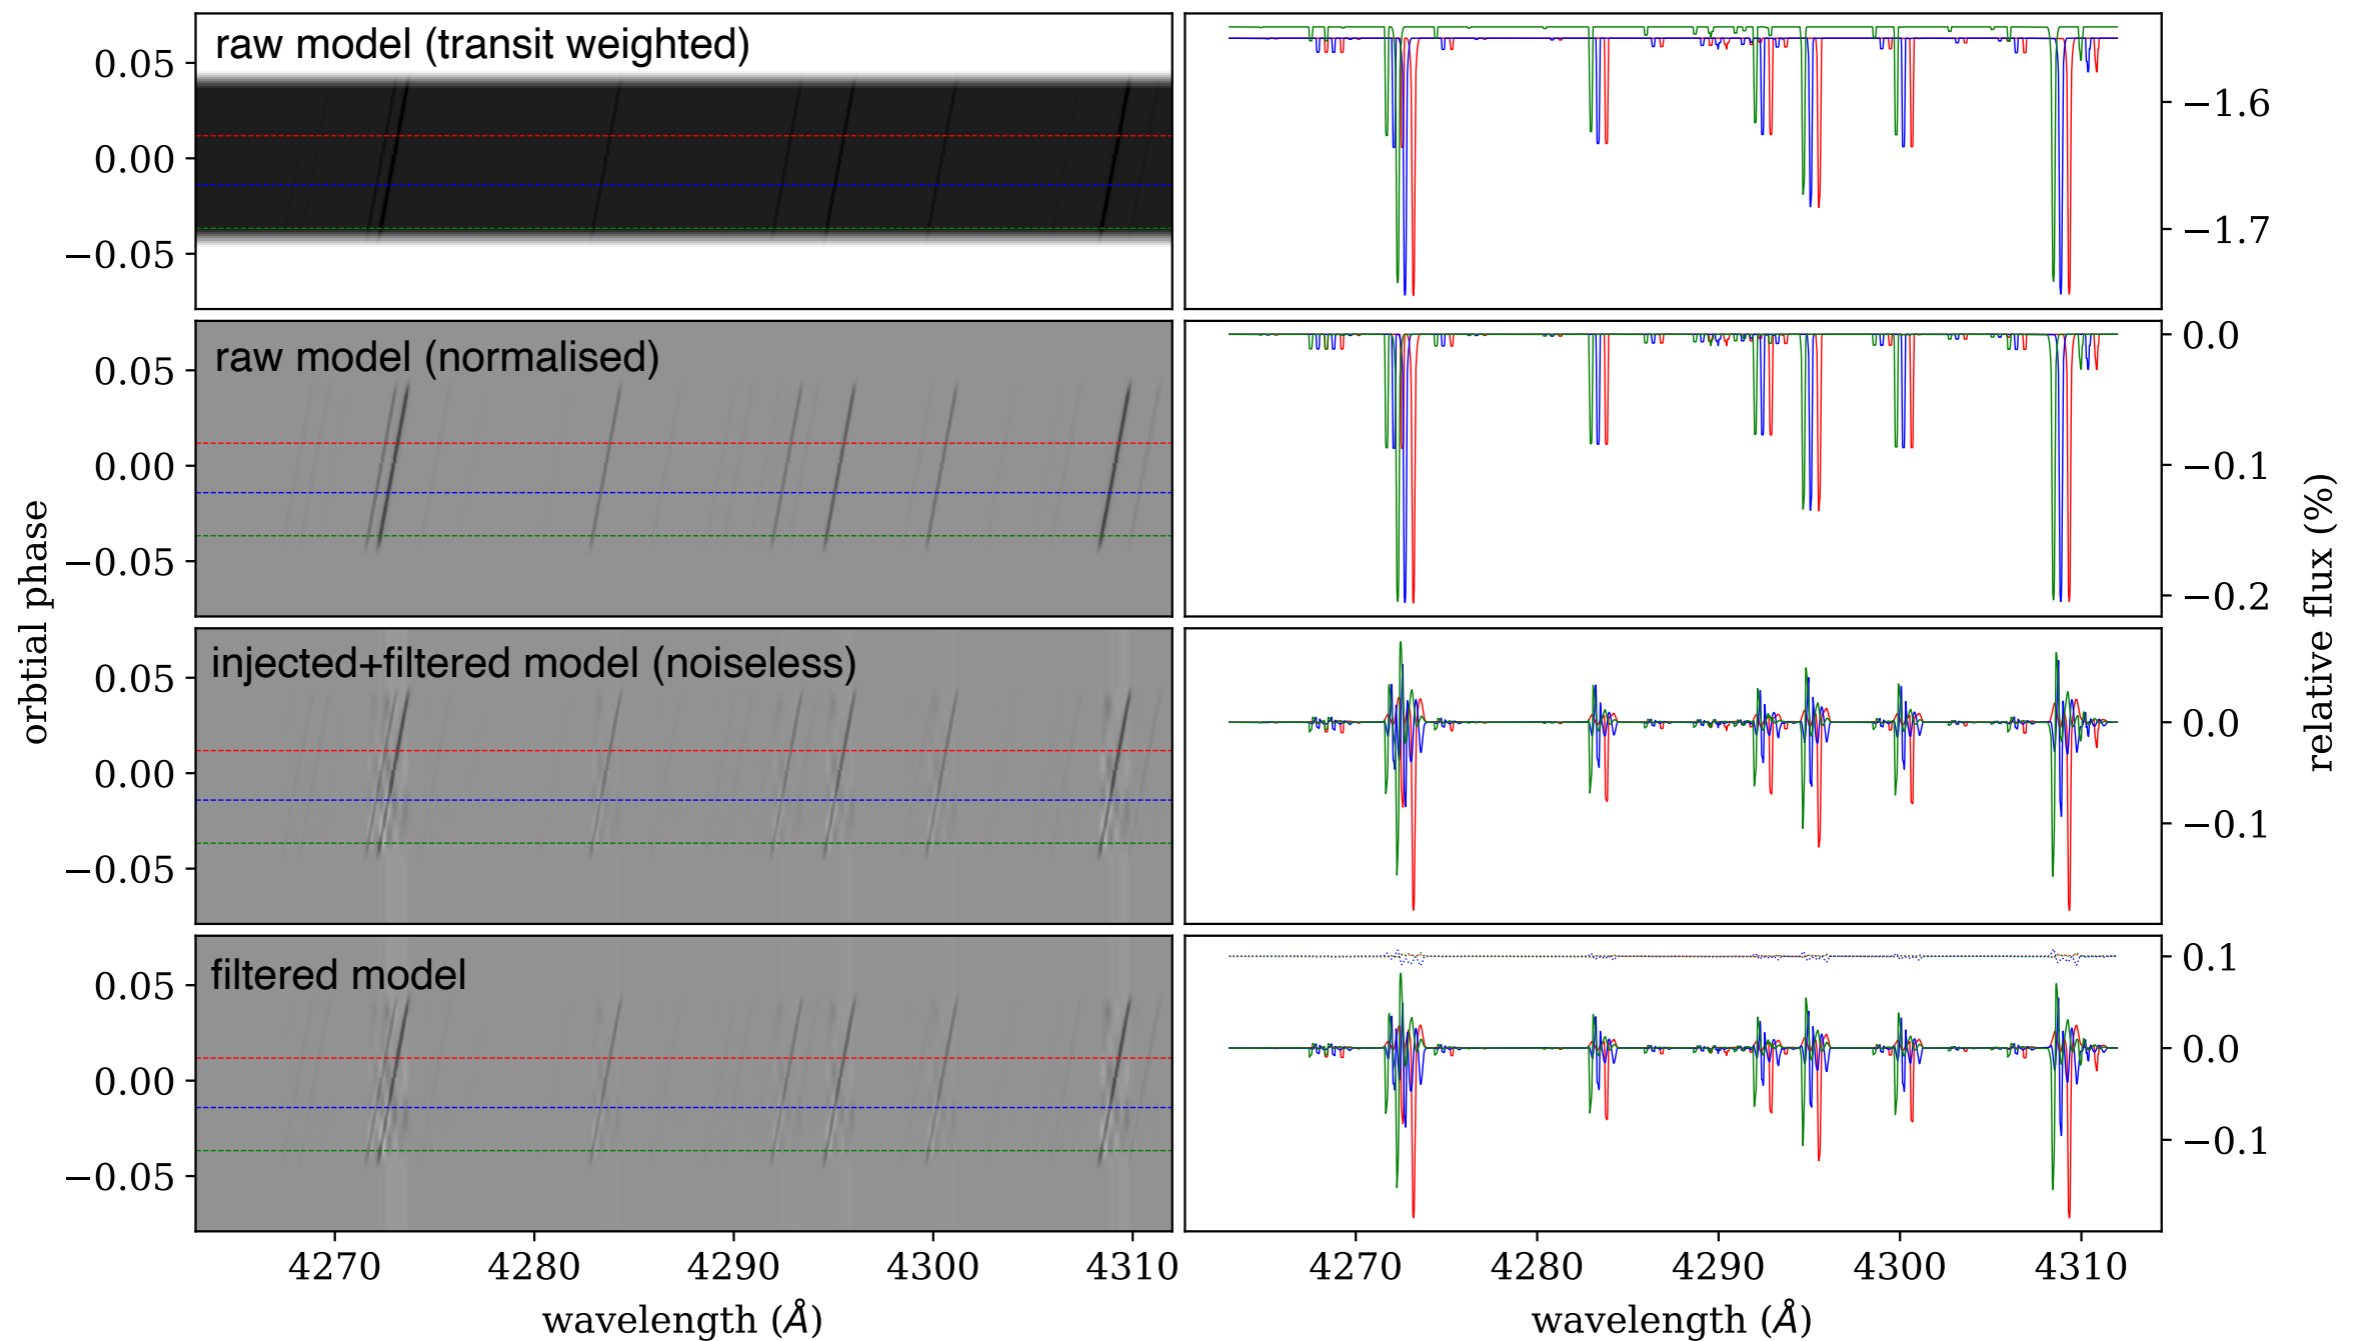 raw model (transit weighted)
0.05
0.00
−0.05
−1.6
−1.7
raw model (normalised)
0.05
0.00
−0.05
0.0
−0.1
−0.2
injected+filtered model (noiseless)
0.05
0.00
−0.05
0.0
−0.1
filtered model
0.05
0.00
−0.05
0.1
0.0
−0.1
orbtial phase
relative flux (%)
4270 4280 4290 4300 4310
4270 4280 4290 4300 4310
wavelength (Å)
wavelength (Å)